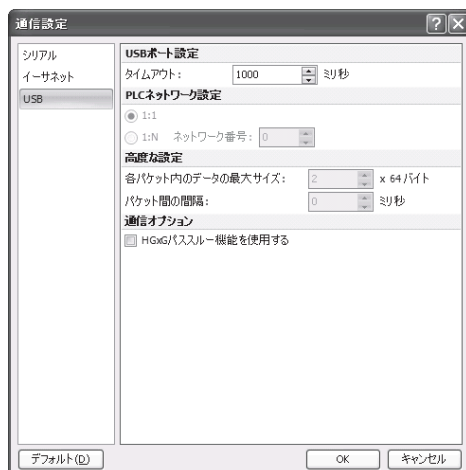 通信設定
シリアル
イーサネット
USB
USBポート設定
タイムアウト: 1000 ミリ秒
PLCネットワーク設定
1:1
1:N ネットワーク番号: 0
高度な設定
各パケット内のデータの最大サイズ: 2 x 64バイト
パケット間の間隔: 0 ミリ秒
通信オプション
HGxGパススルー機能を使用する
デフォルト(D) OK キャンセル